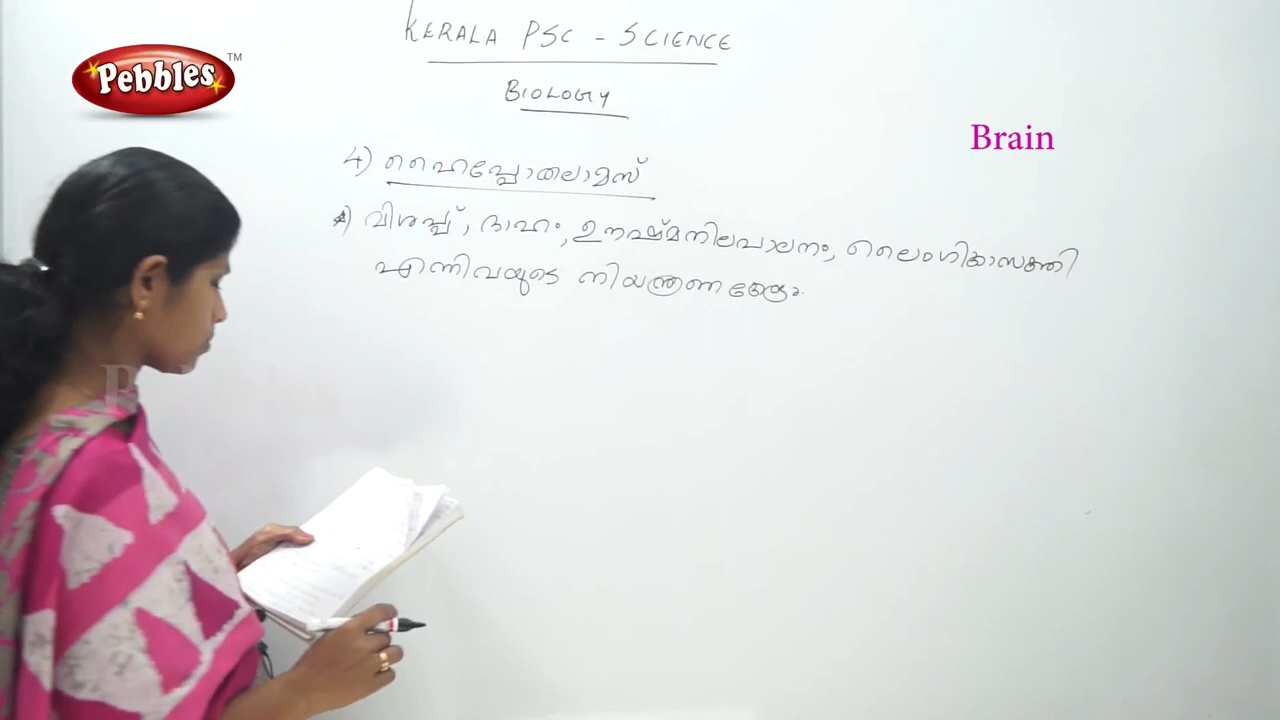 KERALA PSC - SCIENCE
Pebbles TM
BIOLOGY
Brain
4) ഹൈപ്പോതലാമസ്
വിശപ്പ്, ദാഹം, ഊഷ്മനിലപാലനം, ലൈംഗികാസക്തി
എന്നിവയുടെ നിയന്ത്രണകേന്ദ്രം.